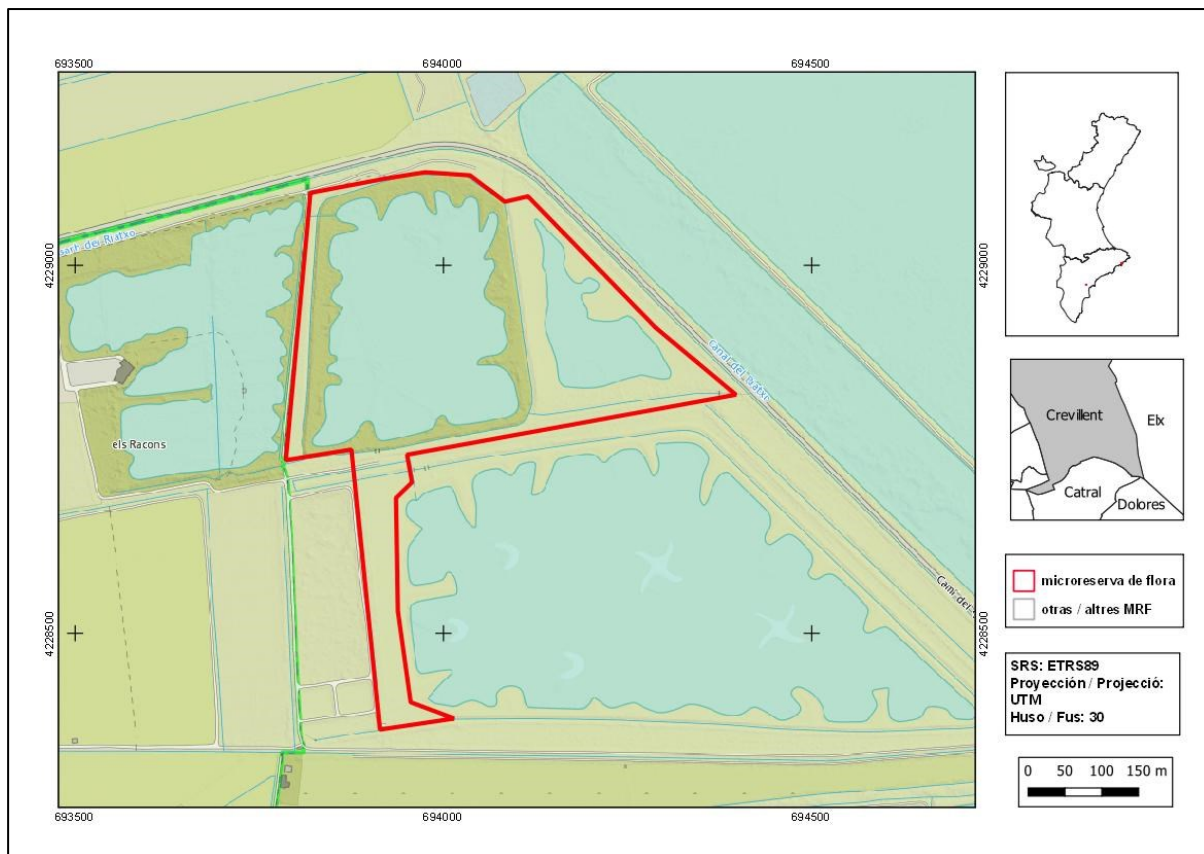 693500
694000
694500
4229000
4229000
canal del
els Racons
4228500
4228500
Camí del
693500
694000
694500
Crevillent
Elx
Catral
Dolores
microreserva de flora
otras / altres MRF
SRS: ETRS89
Proyección / Projecció:
UTM
Huso / Fus: 30
0 50 100 150 m